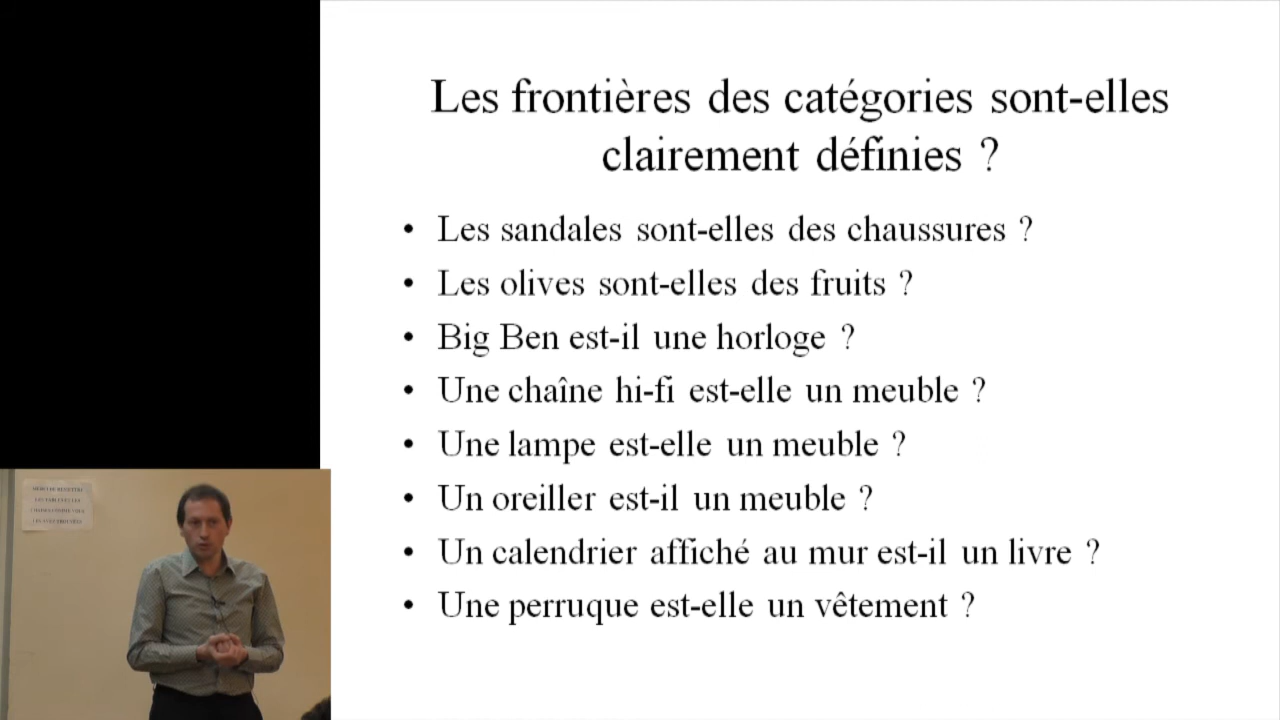 Les frontières des catégories sont-elles
clairement définies ?
• Les sandales sont-elles des chaussures ?
• Les olives sont-elles des fruits ?
• Big Ben est-il une horloge ?
• Une chaîne hi-fi est-elle un meuble ?
• Une lampe est-elle un meuble ?
• Un oreiller est-il un meuble ?
• Un calendrier affiché au mur est-il un livre ?
• Une perruque est-elle un vêtement ?